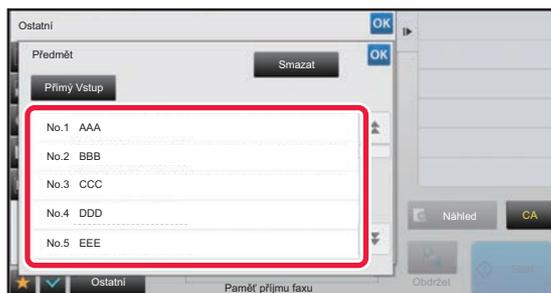 Ostatní
OK
Předmět
Smazat
OK
Přímý Vstup
No.1 AAA
No.2 BBB
No.3 CCC
No.4 DDD
No.5 EEE
Náhled
CA
Obdržet
Start
Ostatní
Paměť příjmu faxu